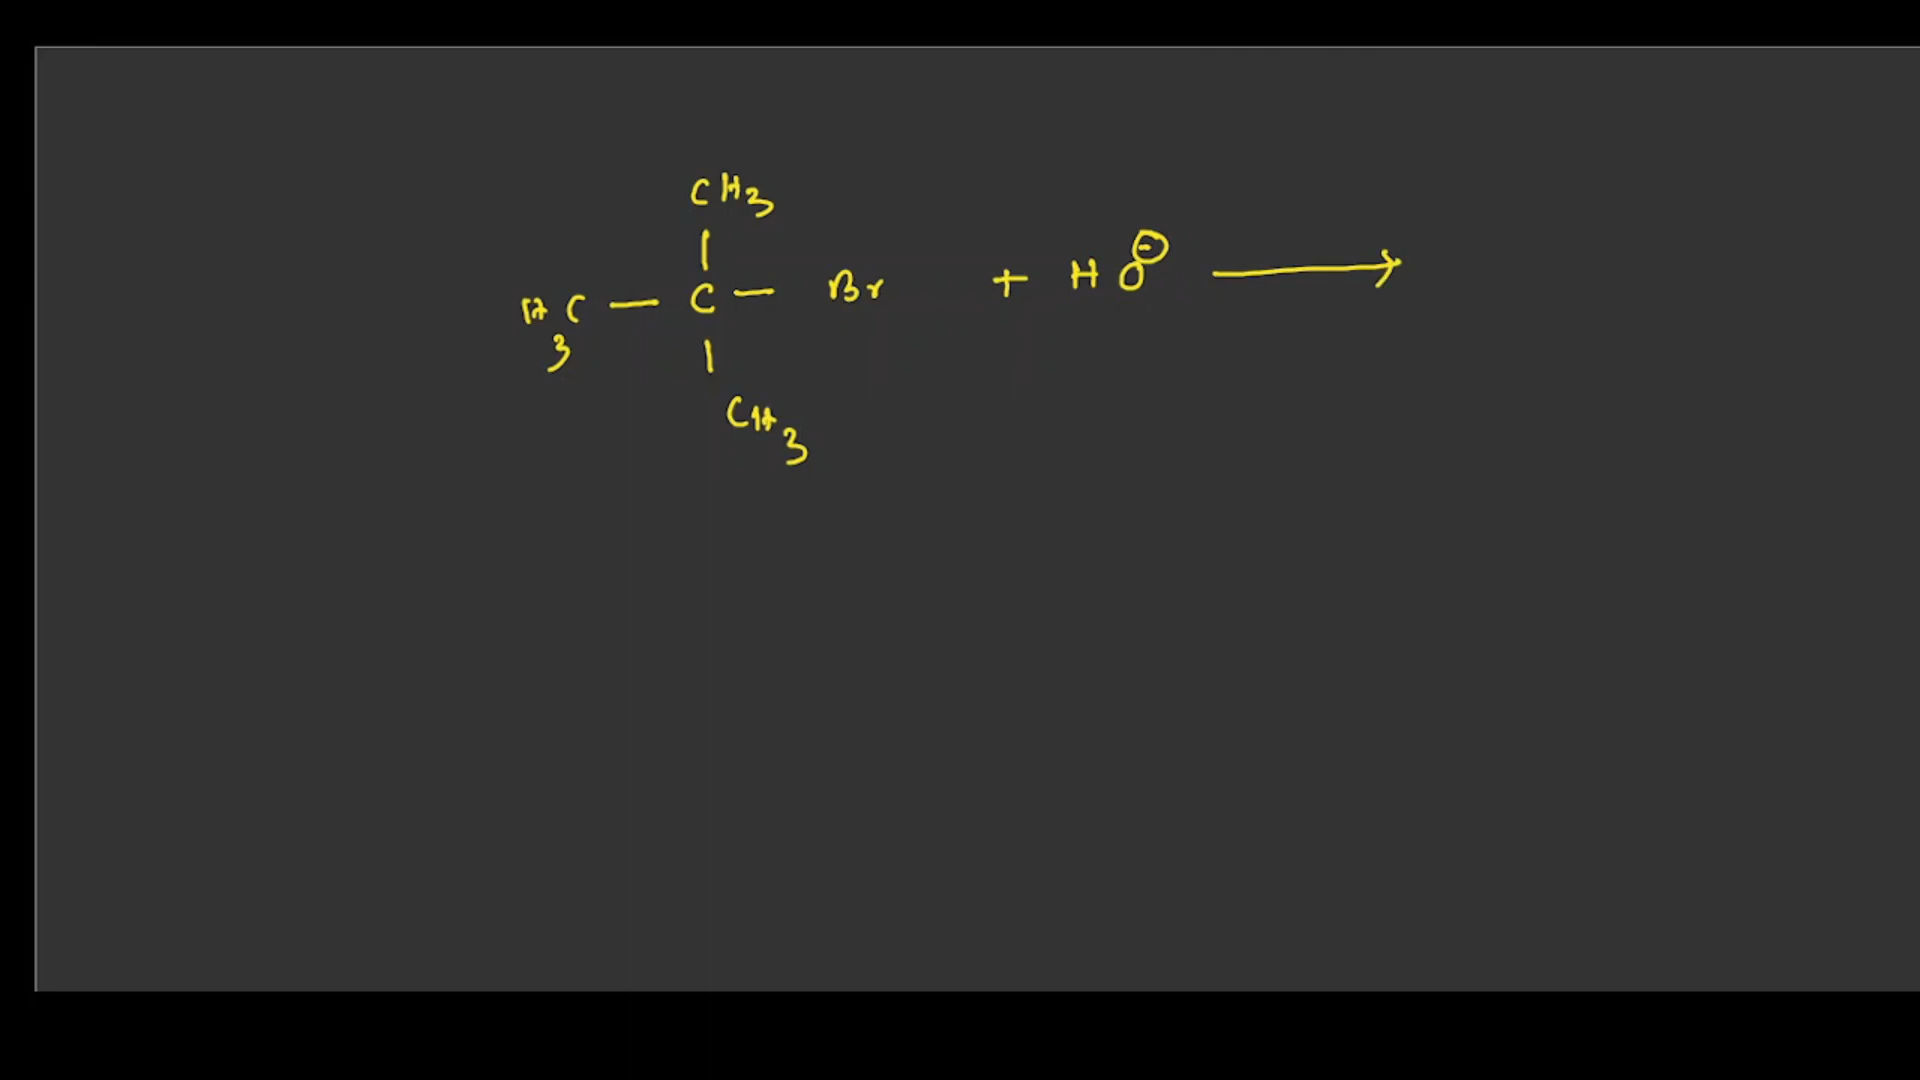 CH3
|
H3C — C — Br + HO⊖ ⟶
|
CH3